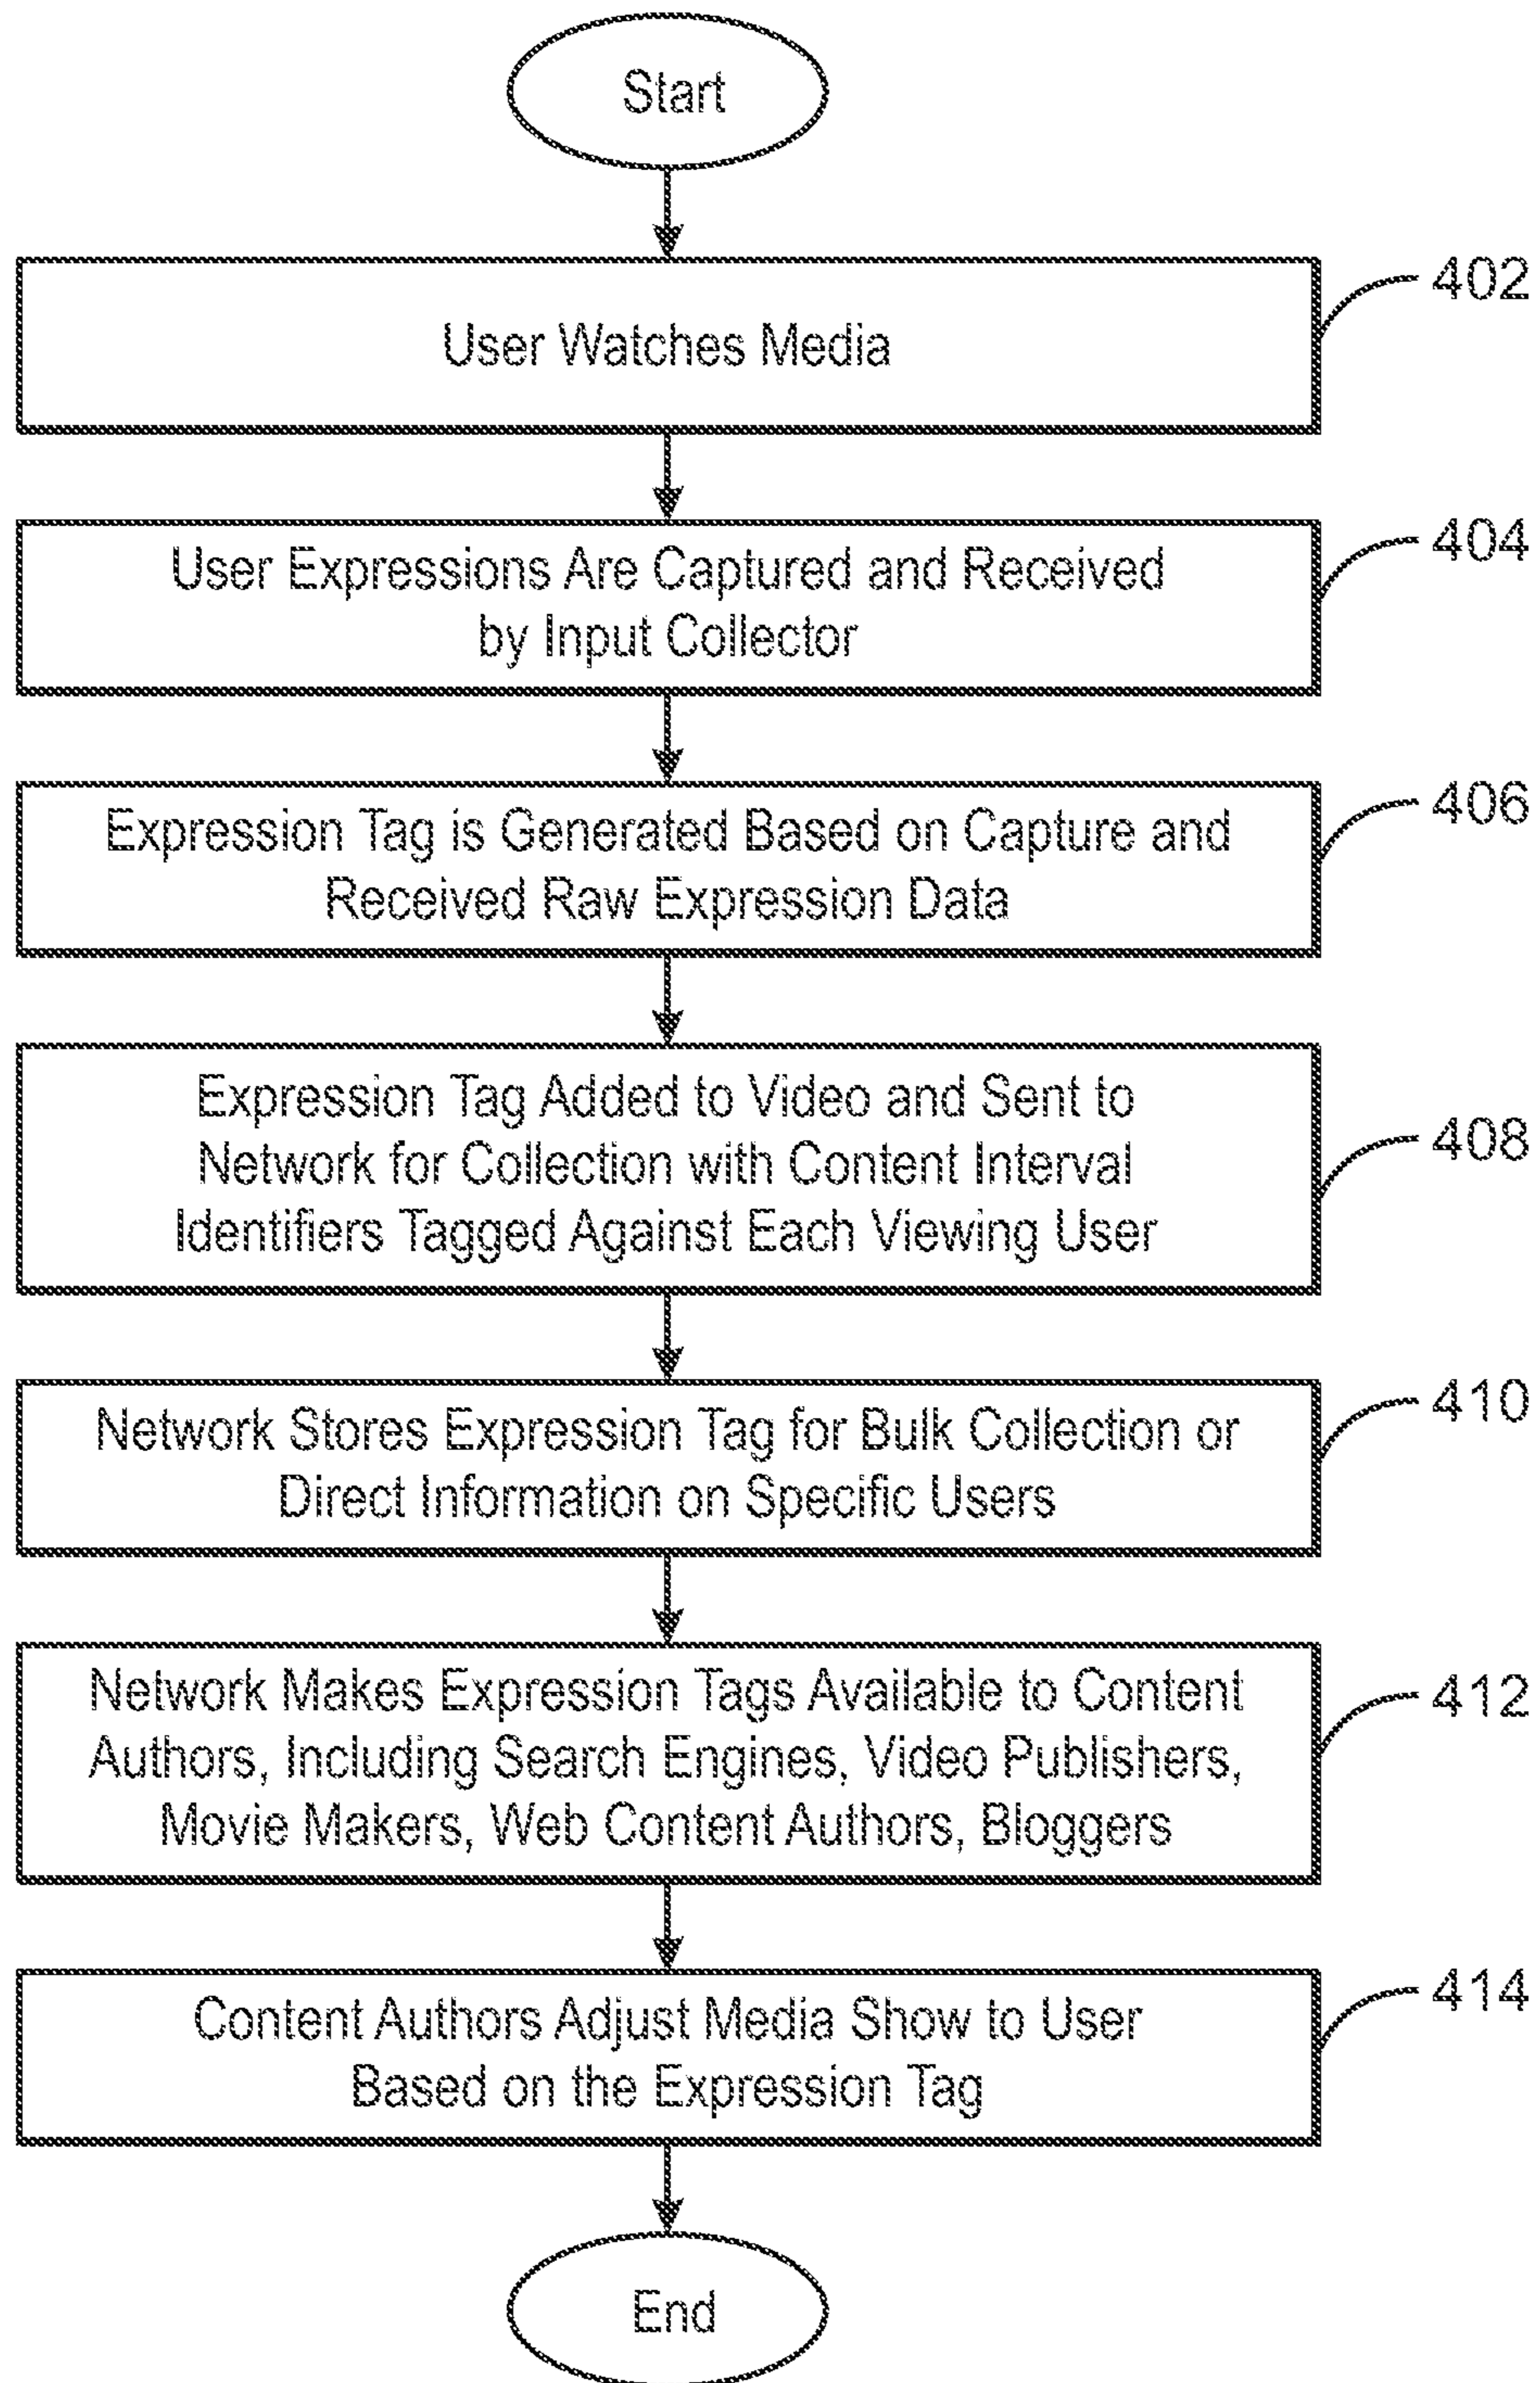 Start
User Watches Media
402
User Expressions Are Captured and Received
by Input Collector
404
Expression Tag is Generated Based on Capture and
Received Raw Expression Data
406
Expression Tag Added to Video and Sent to
Network for Collection with Content Interval
Identifiers Tagged Against Each Viewing User
408
Network Stores Expression Tag for Bulk Collection or
Direct Information on Specific Users
410
Network Makes Expression Tags Available to Content
Authors, Including Search Engines, Video Publishers,
Movie Makers, Web Content Authors, Bloggers
412
Content Authors Adjust Media Show to User
Based on the Expression Tag
414
End